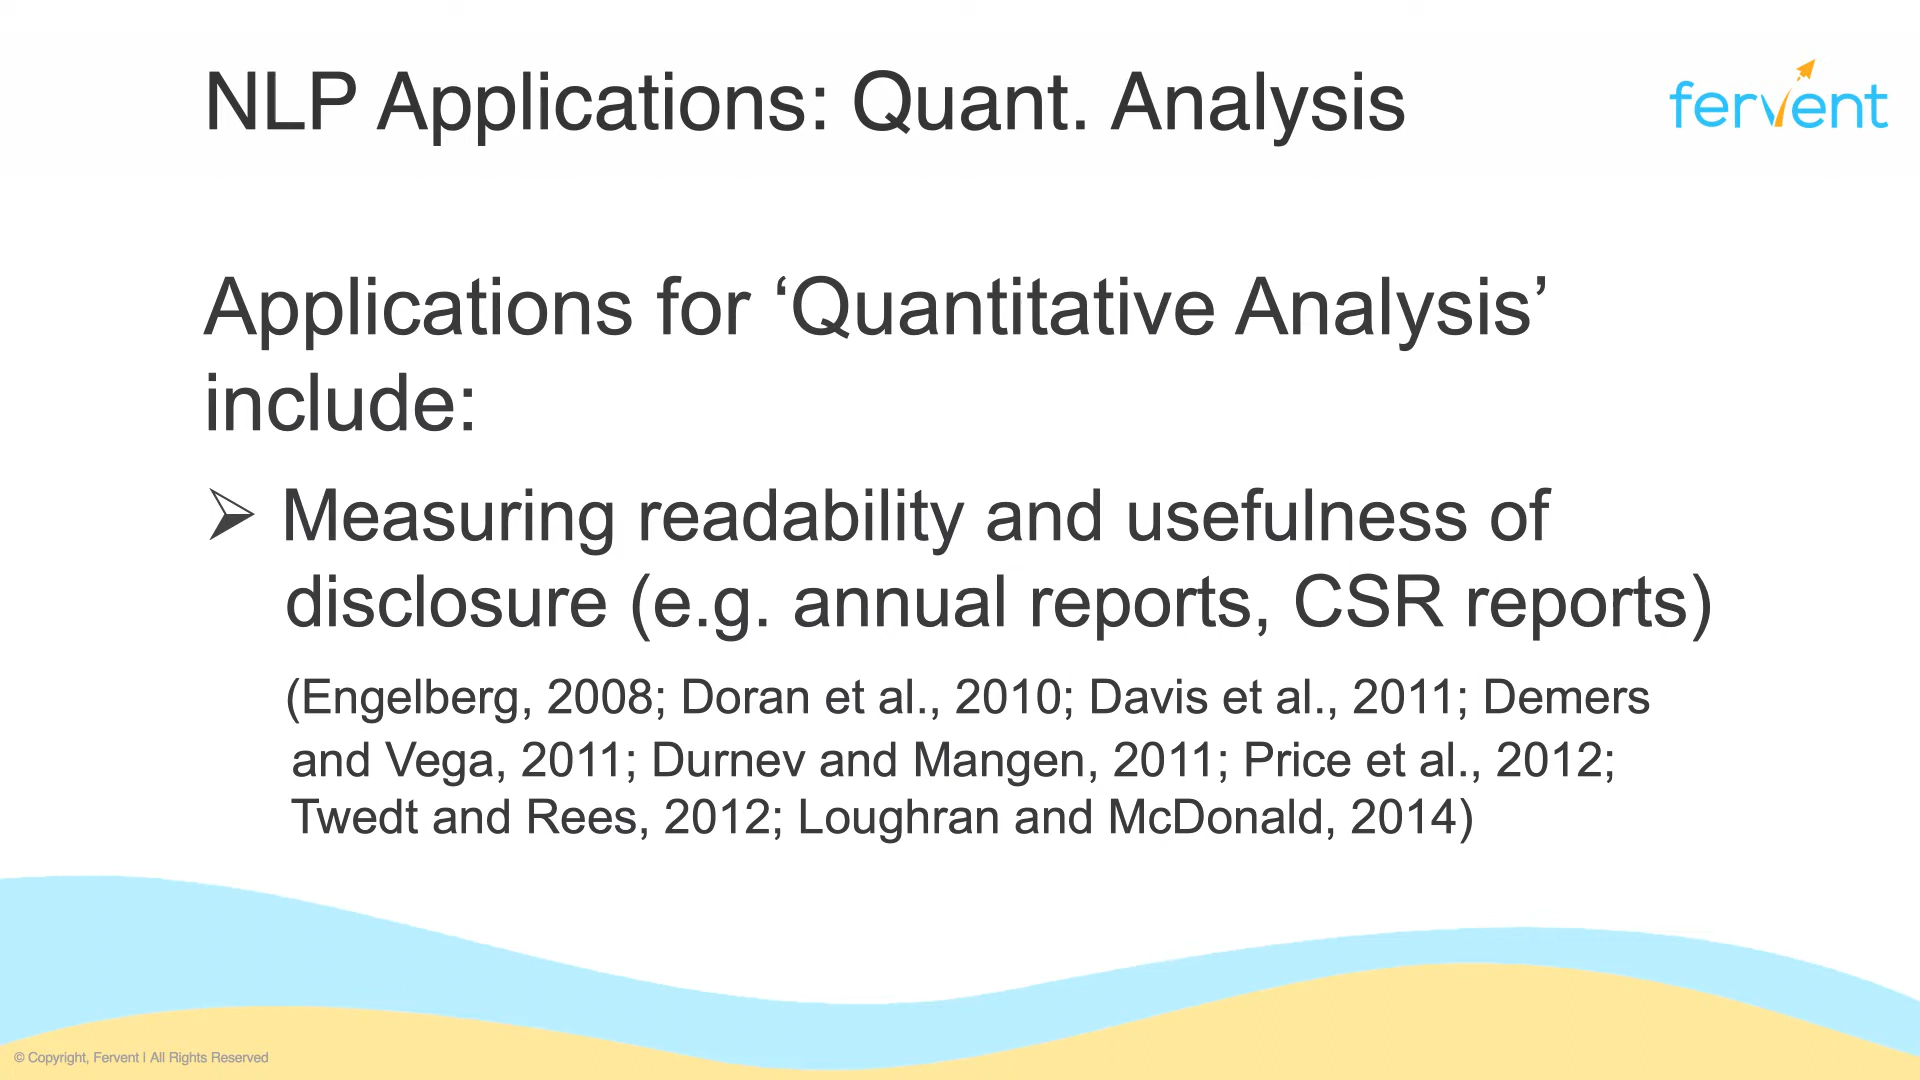 NLP Applications: Quant. Analysis
fervent
Applications for ‘Quantitative Analysis’
include:
➢ Measuring readability and usefulness of
disclosure (e.g. annual reports, CSR reports)
(Engelberg, 2008; Doran et al., 2010; Davis et al., 2011; Demers
and Vega, 2011; Durnev and Mangen, 2011; Price et al., 2012;
Twedt and Rees, 2012; Loughran and McDonald, 2014)
© Copyright, Fervent | All Rights Reserved